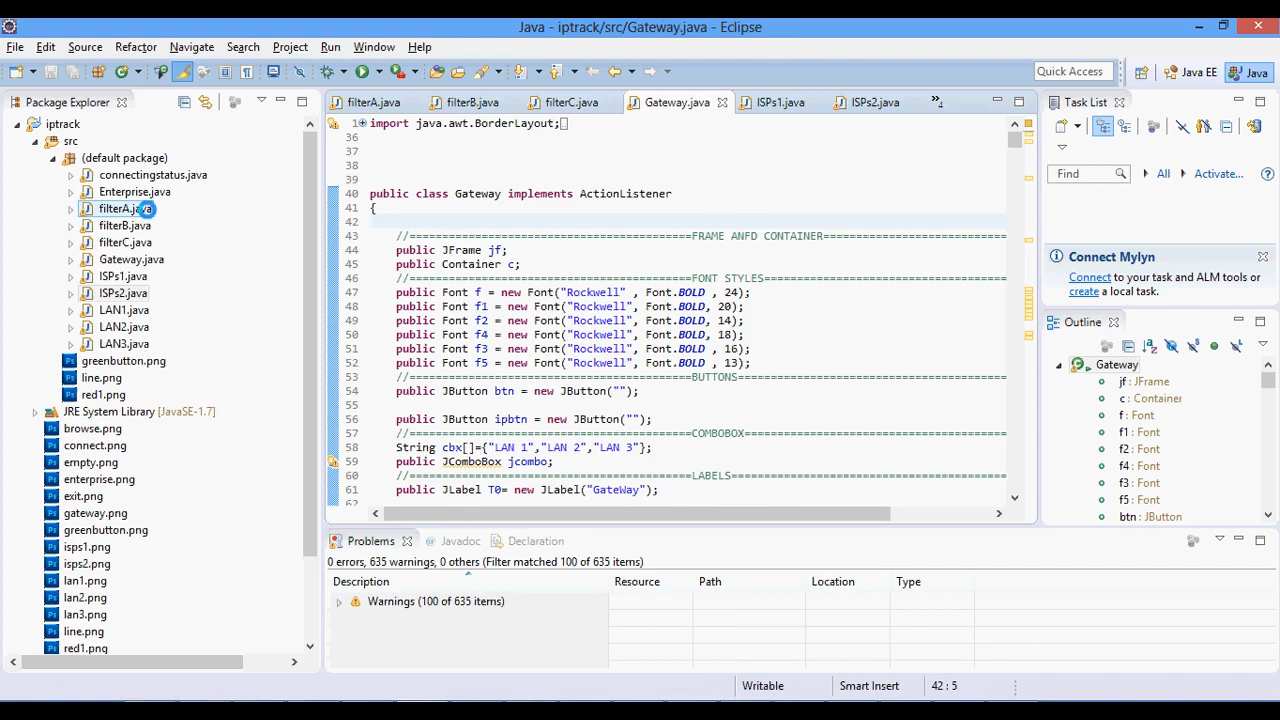 Java - iptrack/src/Gateway.java - Eclipse
File Edit Source Refactor Navigate Search Project Run Window Help
Quick Access Java EE Java
Package Explorer
iptrack
src
(default package)
connectingstatus.java
Enterprise.java
filterA.java
filterB.java
filterC.java
Gateway.java
ISPs1.java
ISPs2.java
LAN1.java
LAN2.java
LAN3.java
greenbutton.png
line.png
red1.png
JRE System Library [JavaSE-1.7]
browse.png
connect.png
empty.png
enterprise.png
exit.png
gateway.png
greenbutton.png
isps1.png
isps2.png
lan1.png
lan2.png
lan3.png
line.png
red1.png
filterA.java filterB.java filterC.java Gateway.java ISPs1.java ISPs2.java »4
1 import java.awt.BorderLayout;
36
37
38
39
40 public class Gateway implements ActionListener
41 {
42
43 //========================================FRAME ANFD CONTAINER============================
44 public JFrame jf;
45 public Container c;
46 //========================================FONT STYLES=====================================
47 public Font f = new Font("Rockwell" , Font.BOLD , 24);
48 public Font f1 = new Font("Rockwell", Font.BOLD, 20);
49 public Font f2 = new Font("Rockwell", Font.BOLD , 14);
50 public Font f4 = new Font("Rockwell", Font.BOLD, 18);
51 public Font f3 = new Font("Rockwell", Font.BOLD , 16);
52 public Font f5 = new Font("Rockwell", Font.BOLD , 13);
53 //========================================BUTTONS=========================================
54 public JButton btn = new JButton("");
55
56 public JButton ipbtn = new JButton("");
57 //========================================COMBOBOX========================================
58 String cbx[]={"LAN 1","LAN 2","LAN 3"};
59 public JComboBox jcombo;
60 //========================================LABELS==========================================
61 public JLabel T0= new JLabel("GateWay");
62
Task List
Find All Activate...
Connect Mylyn
Connect to your task and ALM tools or
create a local task.
Outline
Gateway
jf : JFrame
c : Container
f : Font
f1 : Font
f2 : Font
f4 : Font
f3 : Font
f5 : Font
btn : JButton
Problems Javadoc Declaration
0 errors, 635 warnings, 0 others (Filter matched 100 of 635 items)
Description Resource Path Location Type
Warnings (100 of 635 items)
Writable Smart Insert 42 : 5